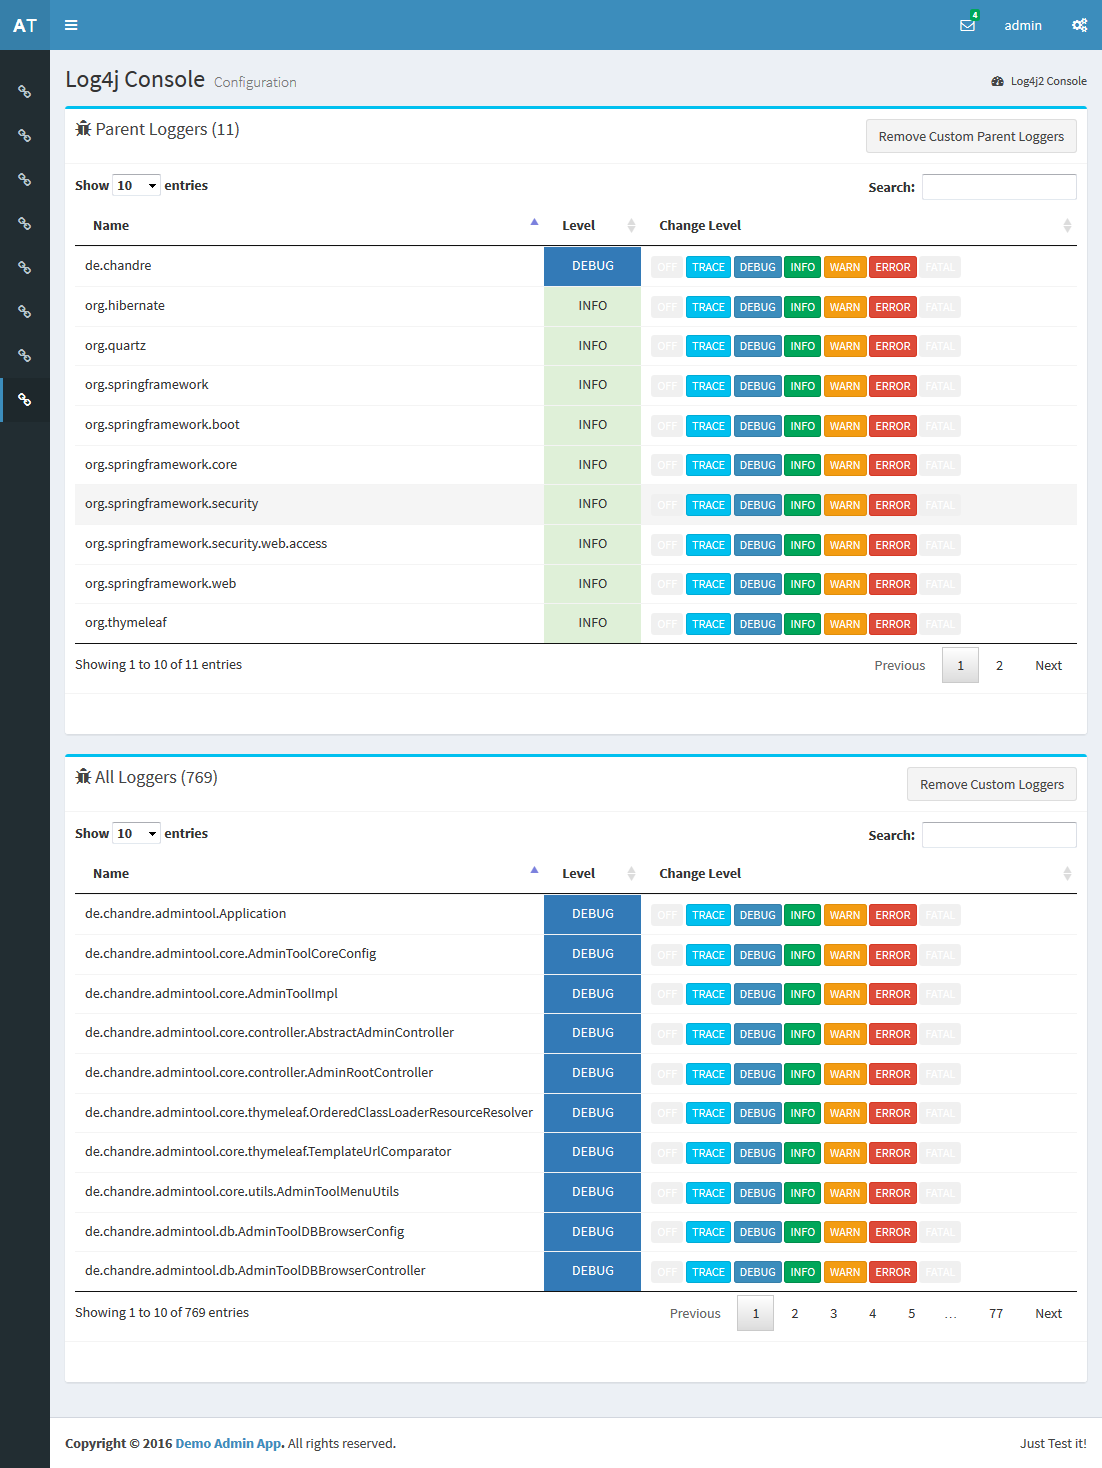 AT
4
admin
Log4j Console Configuration
Log4j2 Console
Parent Loggers (11)
Remove Custom Parent Loggers
Show 10 entries
Search:
Name Level Change Level
de.chandre DEBUG OFF TRACE DEBUG INFO WARN ERROR FATAL
org.hibernate INFO OFF TRACE DEBUG INFO WARN ERROR FATAL
org.quartz INFO OFF TRACE DEBUG INFO WARN ERROR FATAL
org.springframework INFO OFF TRACE DEBUG INFO WARN ERROR FATAL
org.springframework.boot INFO OFF TRACE DEBUG INFO WARN ERROR FATAL
org.springframework.core INFO OFF TRACE DEBUG INFO WARN ERROR FATAL
org.springframework.security INFO OFF TRACE DEBUG INFO WARN ERROR FATAL
org.springframework.security.web.access INFO OFF TRACE DEBUG INFO WARN ERROR FATAL
org.springframework.web INFO OFF TRACE DEBUG INFO WARN ERROR FATAL
org.thymeleaf INFO OFF TRACE DEBUG INFO WARN ERROR FATAL
Showing 1 to 10 of 11 entries
Previous 1 2 Next
All Loggers (769)
Remove Custom Loggers
Show 10 entries
Search:
Name Level Change Level
de.chandre.admintool.Application DEBUG OFF TRACE DEBUG INFO WARN ERROR FATAL
de.chandre.admintool.core.AdminToolCoreConfig DEBUG OFF TRACE DEBUG INFO WARN ERROR FATAL
de.chandre.admintool.core.AdminToolImpl DEBUG OFF TRACE DEBUG INFO WARN ERROR FATAL
de.chandre.admintool.core.controller.AbstractAdminController DEBUG OFF TRACE DEBUG INFO WARN ERROR FATAL
de.chandre.admintool.core.controller.AdminRootController DEBUG OFF TRACE DEBUG INFO WARN ERROR FATAL
de.chandre.admintool.core.thymeleaf.OrderedClassLoaderResourceResolver DEBUG OFF TRACE DEBUG INFO WARN ERROR FATAL
de.chandre.admintool.core.thymeleaf.TemplateUrlComparator DEBUG OFF TRACE DEBUG INFO WARN ERROR FATAL
de.chandre.admintool.core.utils.AdminToolMenuUtils DEBUG OFF TRACE DEBUG INFO WARN ERROR FATAL
de.chandre.admintool.db.AdminToolDBBrowserConfig DEBUG OFF TRACE DEBUG INFO WARN ERROR FATAL
de.chandre.admintool.db.AdminToolDBBrowserController DEBUG OFF TRACE DEBUG INFO WARN ERROR FATAL
Showing 1 to 10 of 769 entries
Previous 1 2 3 4 5 … 77 Next
Copyright © 2016 Demo Admin App. All rights reserved.
Just Test it!